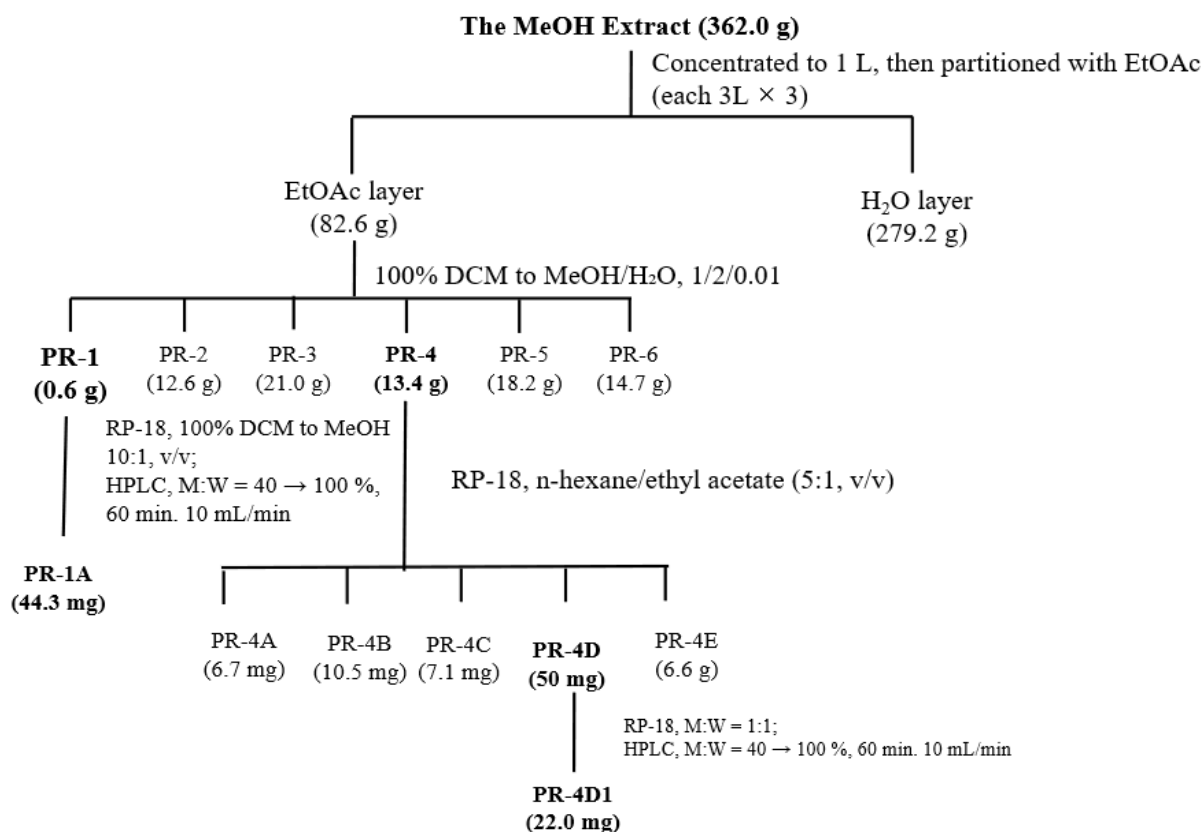 The MeOH Extract (362.0 g)
Concentrated to 1 L, then partitioned with EtOAc
(each 3L × 3)
EtOAc layer
(82.6 g)
H₂O layer
(279.2 g)
100% DCM to MeOH/H₂O, 1/2/0.01
PR-1
(0.6 g)
PR-2
(12.6 g)
PR-3
(21.0 g)
PR-4
(13.4 g)
PR-5
(18.2 g)
PR-6
(14.7 g)
RP-18, 100% DCM to MeOH
10:1, v/v;
HPLC, M:W = 40 → 100 %,
60 min. 10 mL/min
RP-18, n-hexane/ethyl acetate (5:1, v/v)
PR-1A
(44.3 mg)
PR-4A
(6.7 mg)
PR-4B
(10.5 mg)
PR-4C
(7.1 mg)
PR-4D
(50 mg)
PR-4E
(6.6 g)
RP-18, M:W = 1:1;
HPLC, M:W = 40 → 100 %, 60 min. 10 mL/min
PR-4D1
(22.0 mg)